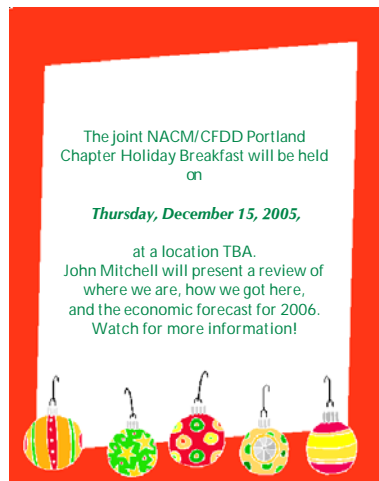 The joint NACM/CFDD Portland
Chapter Holiday Breakfast will be held
on
Thursday, December 15, 2005,
at a location TBA.
John Mitchell will present a review of
where we are, how we got here,
and the economic forecast for 2006.
Watch for more information!